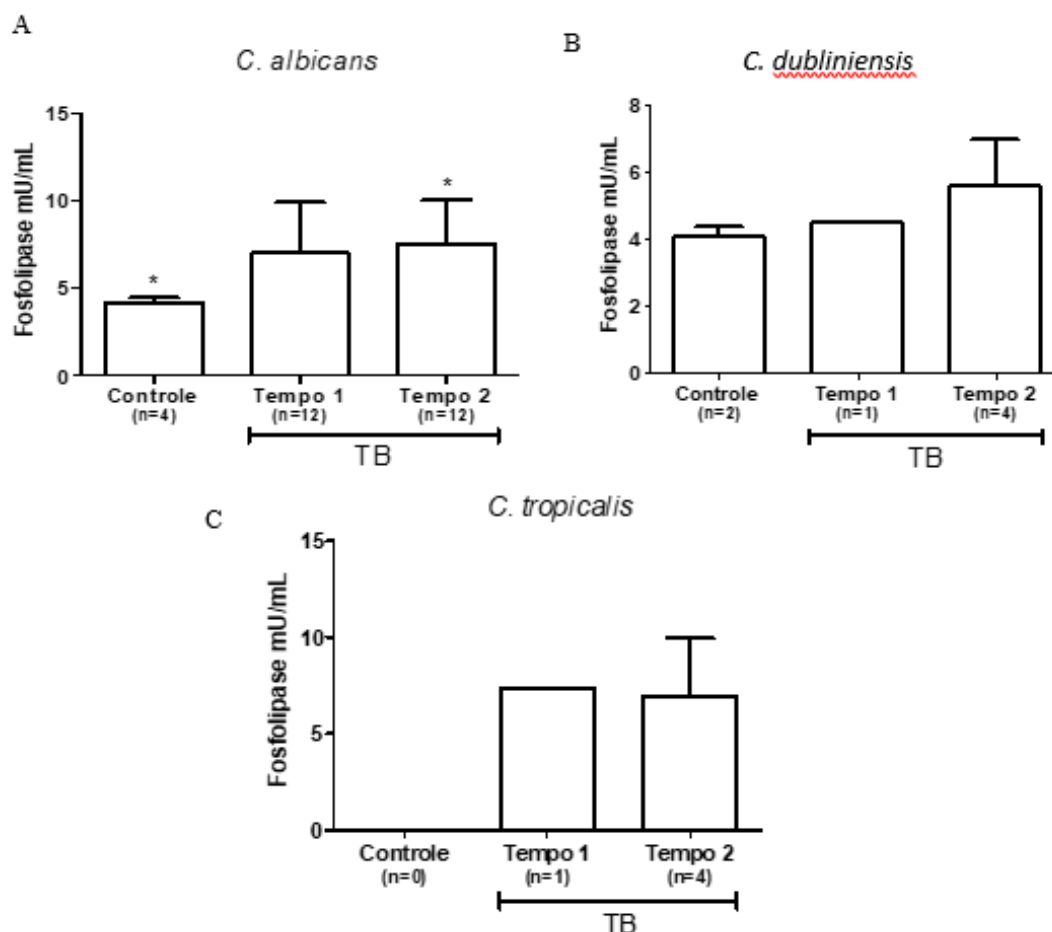 A
C. albicans
Fosfolipase mU/mL
15
10
5
0
*
*
Controle
(n=4)
Tempo 1
(n=12)
Tempo 2
(n=12)
TB
B
C. dubliniensis
Fosfolipase mU/mL
8
6
4
2
0
Controle
(n=2)
Tempo 1
(n=1)
Tempo 2
(n=4)
TB
C
C. tropicalis
Fosfolipase mU/mL
15
10
5
0
Controle
(n=0)
Tempo 1
(n=1)
Tempo 2
(n=4)
TB